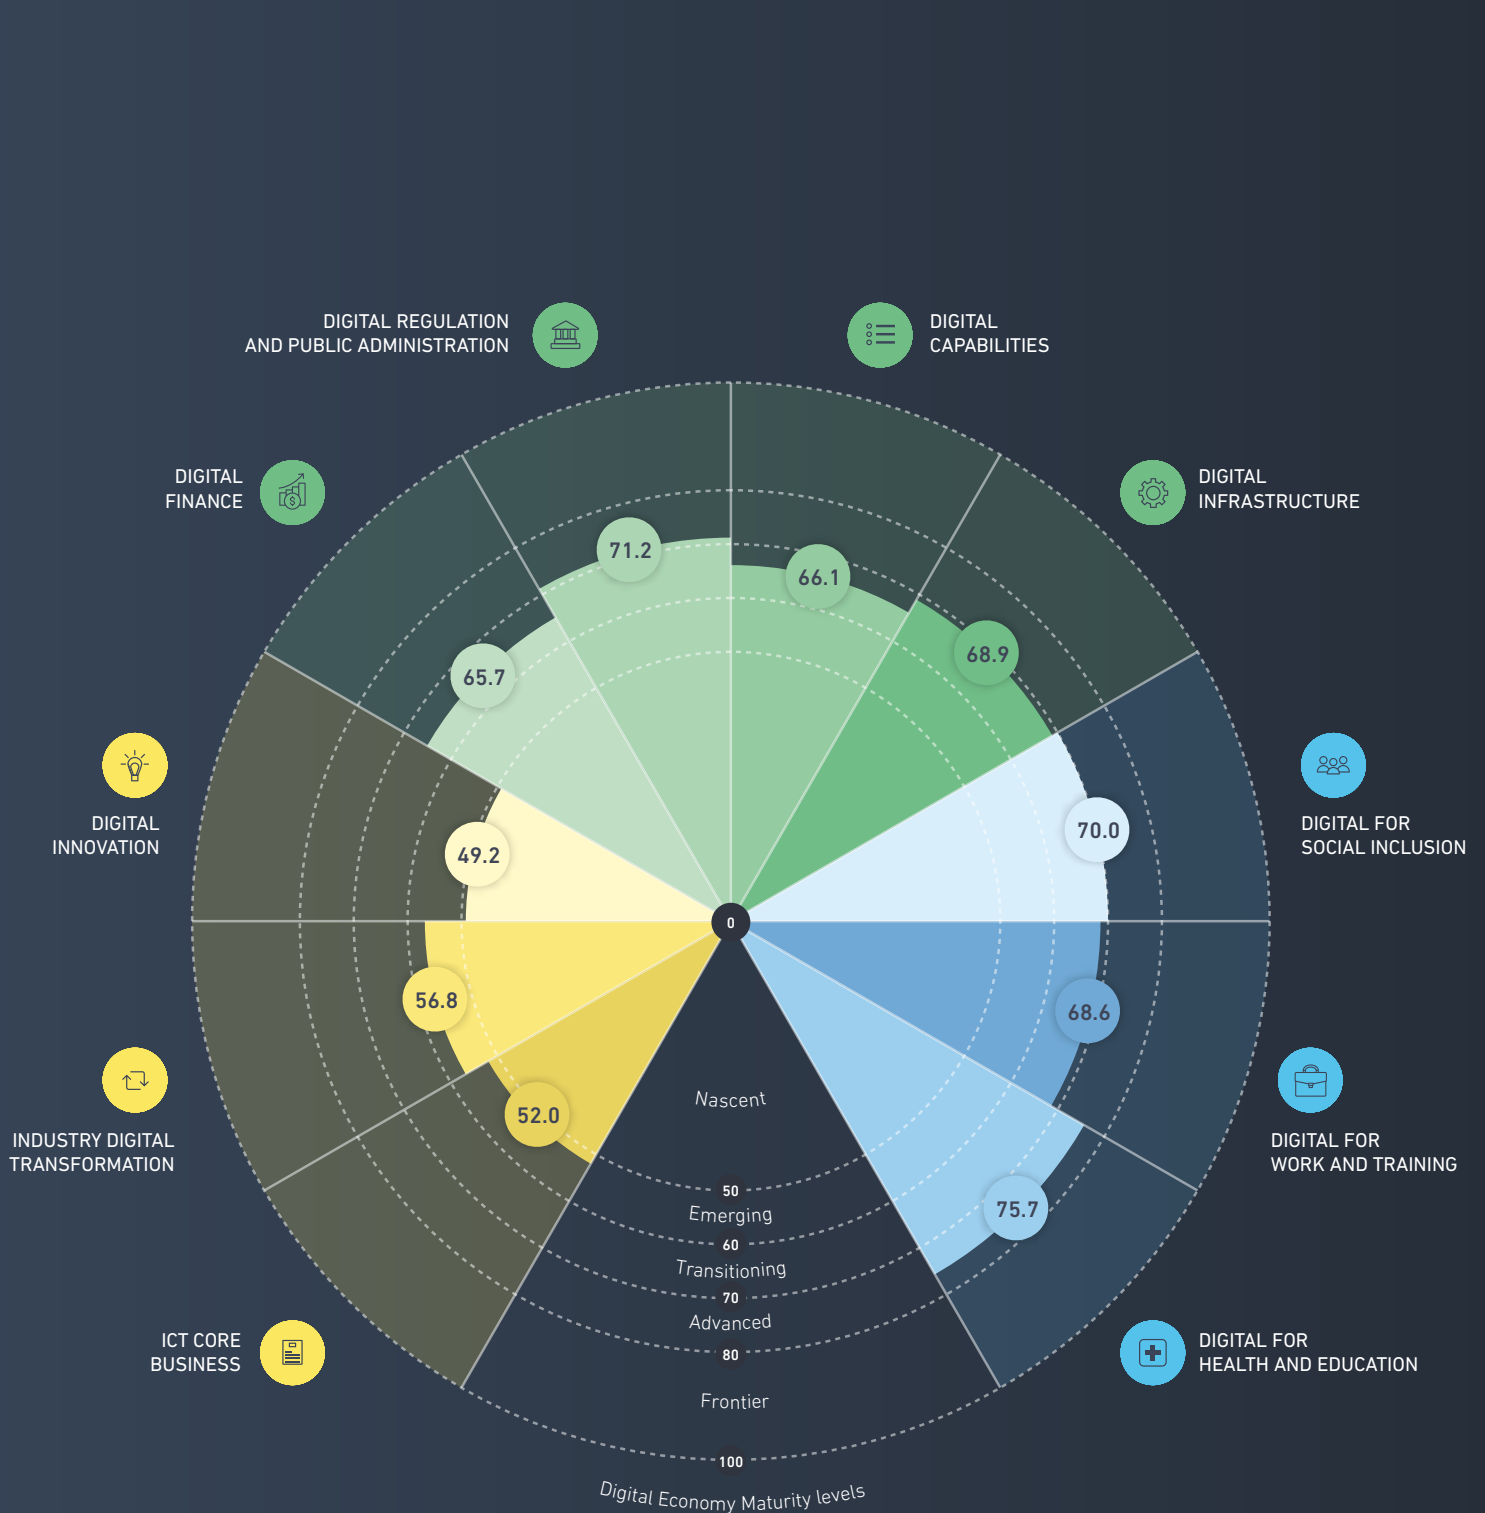 DIGITAL REGULATION
AND PUBLIC ADMINISTRATION
DIGITAL
CAPABILITIES
DIGITAL
FINANCE
DIGITAL
INFRASTRUCTURE
71.2
66.1
65.7
68.9
DIGITAL
INNOVATION
49.2
70.0
DIGITAL FOR
SOCIAL INCLUSION
0
56.8
68.6
INDUSTRY DIGITAL
TRANSFORMATION
52.0
DIGITAL FOR
WORK AND TRAINING
75.7
Nascent
50
Emerging
60
Transitioning
70
Advanced
80
Frontier
100
ICT CORE
BUSINESS
DIGITAL FOR
HEALTH AND EDUCATION
Digital Economy Maturity levels